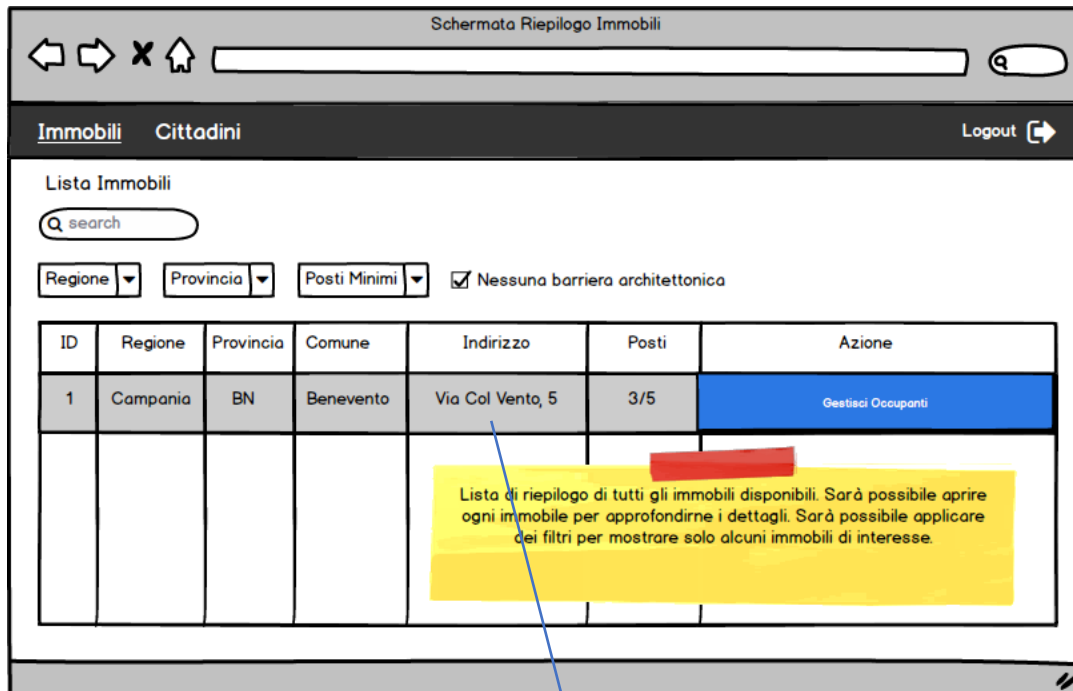 Schermata Riepilogo Immobili
Immobili Cittadini Logout
Lista Immobili
search
Regione Provincia Posti Minimi Nessuna barriera architettonica
ID Regione Provincia Comune Indirizzo Posti Azione
1 Campania BN Benevento Via Col Vento, 5 3/5 Gestisci Occupanti
Lista di riepilogo di tutti gli immobili disponibili. Sarà possibile aprire
ogni immobile per approfondirne i dettagli. Sarà possibile applicare
dei filtri per mostrare solo alcuni immobili di interesse.